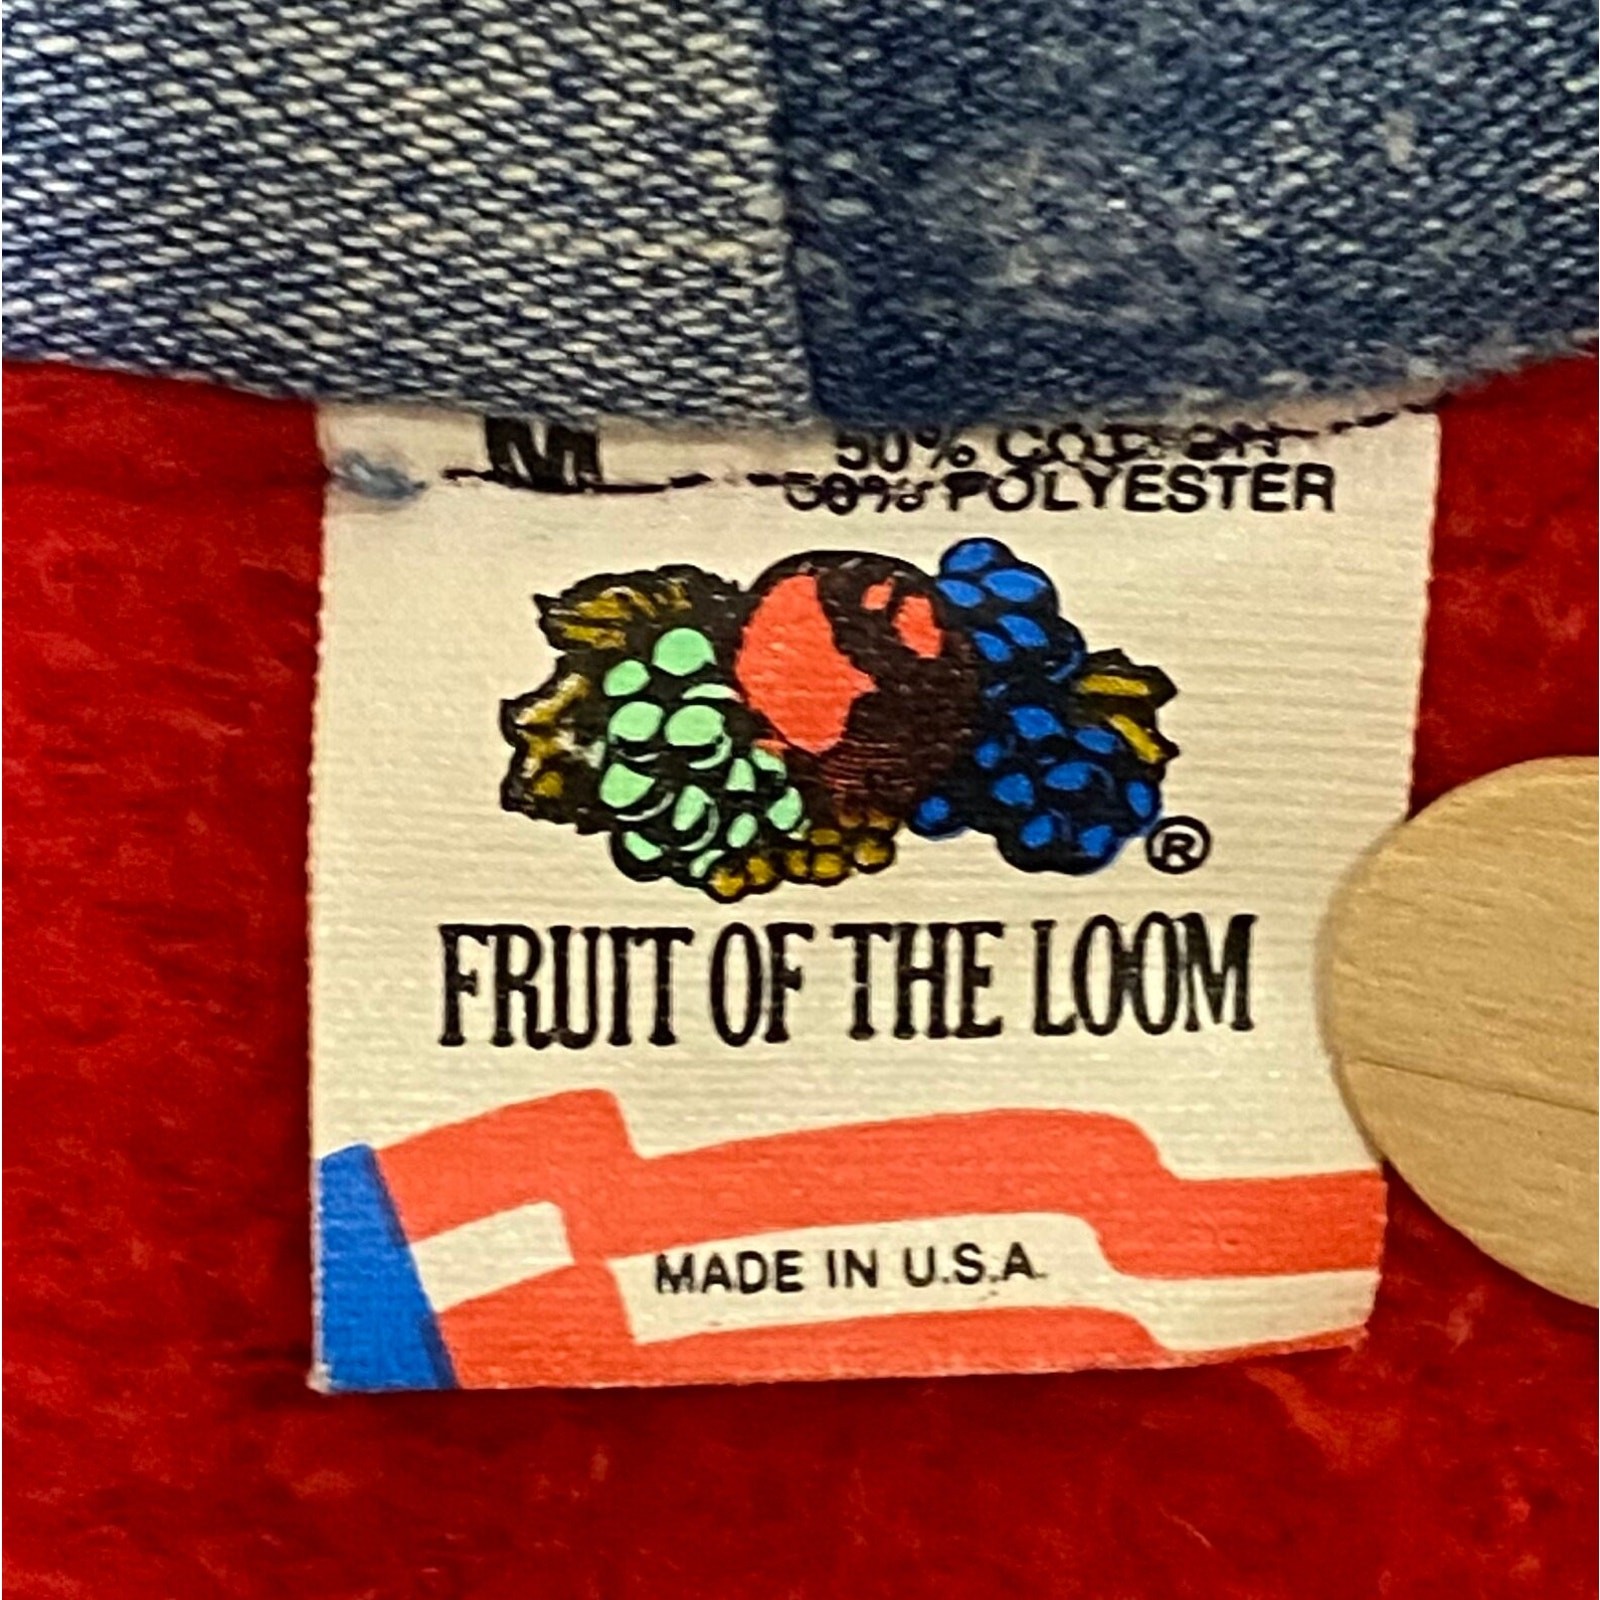 M
50% COTTON
50% POLYESTER
®
FRUIT OF THE LOOM
MADE IN U.S.A.